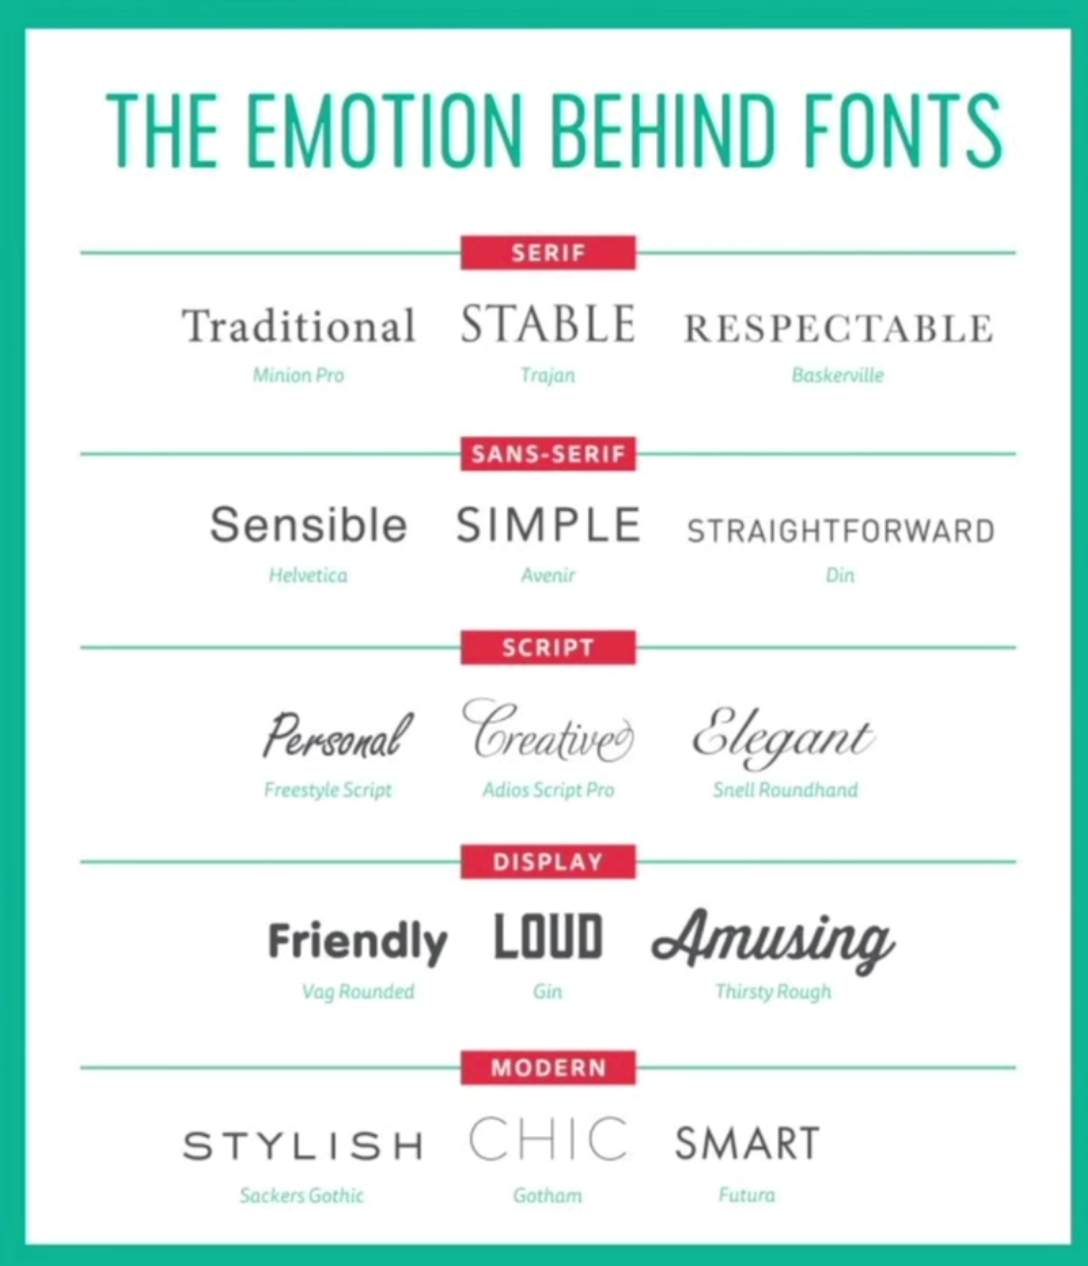 THE EMOTION BEHIND FONTS
SERIF
Traditional STABLE RESPECTABLE
Minion Pro Trajan Baskerville
SANS-SERIF
Sensible SIMPLE STRAIGHTFORWARD
Helvetica Avenir Din
SCRIPT
Personal Creative Elegant
Freestyle Script Adios Script Pro Snell Roundhand
DISPLAY
Friendly LOUD Amusing
Vag Rounded Gin Thirsty Rough
MODERN
STYLISH CHIC SMART
Sackers Gothic Gotham Futura